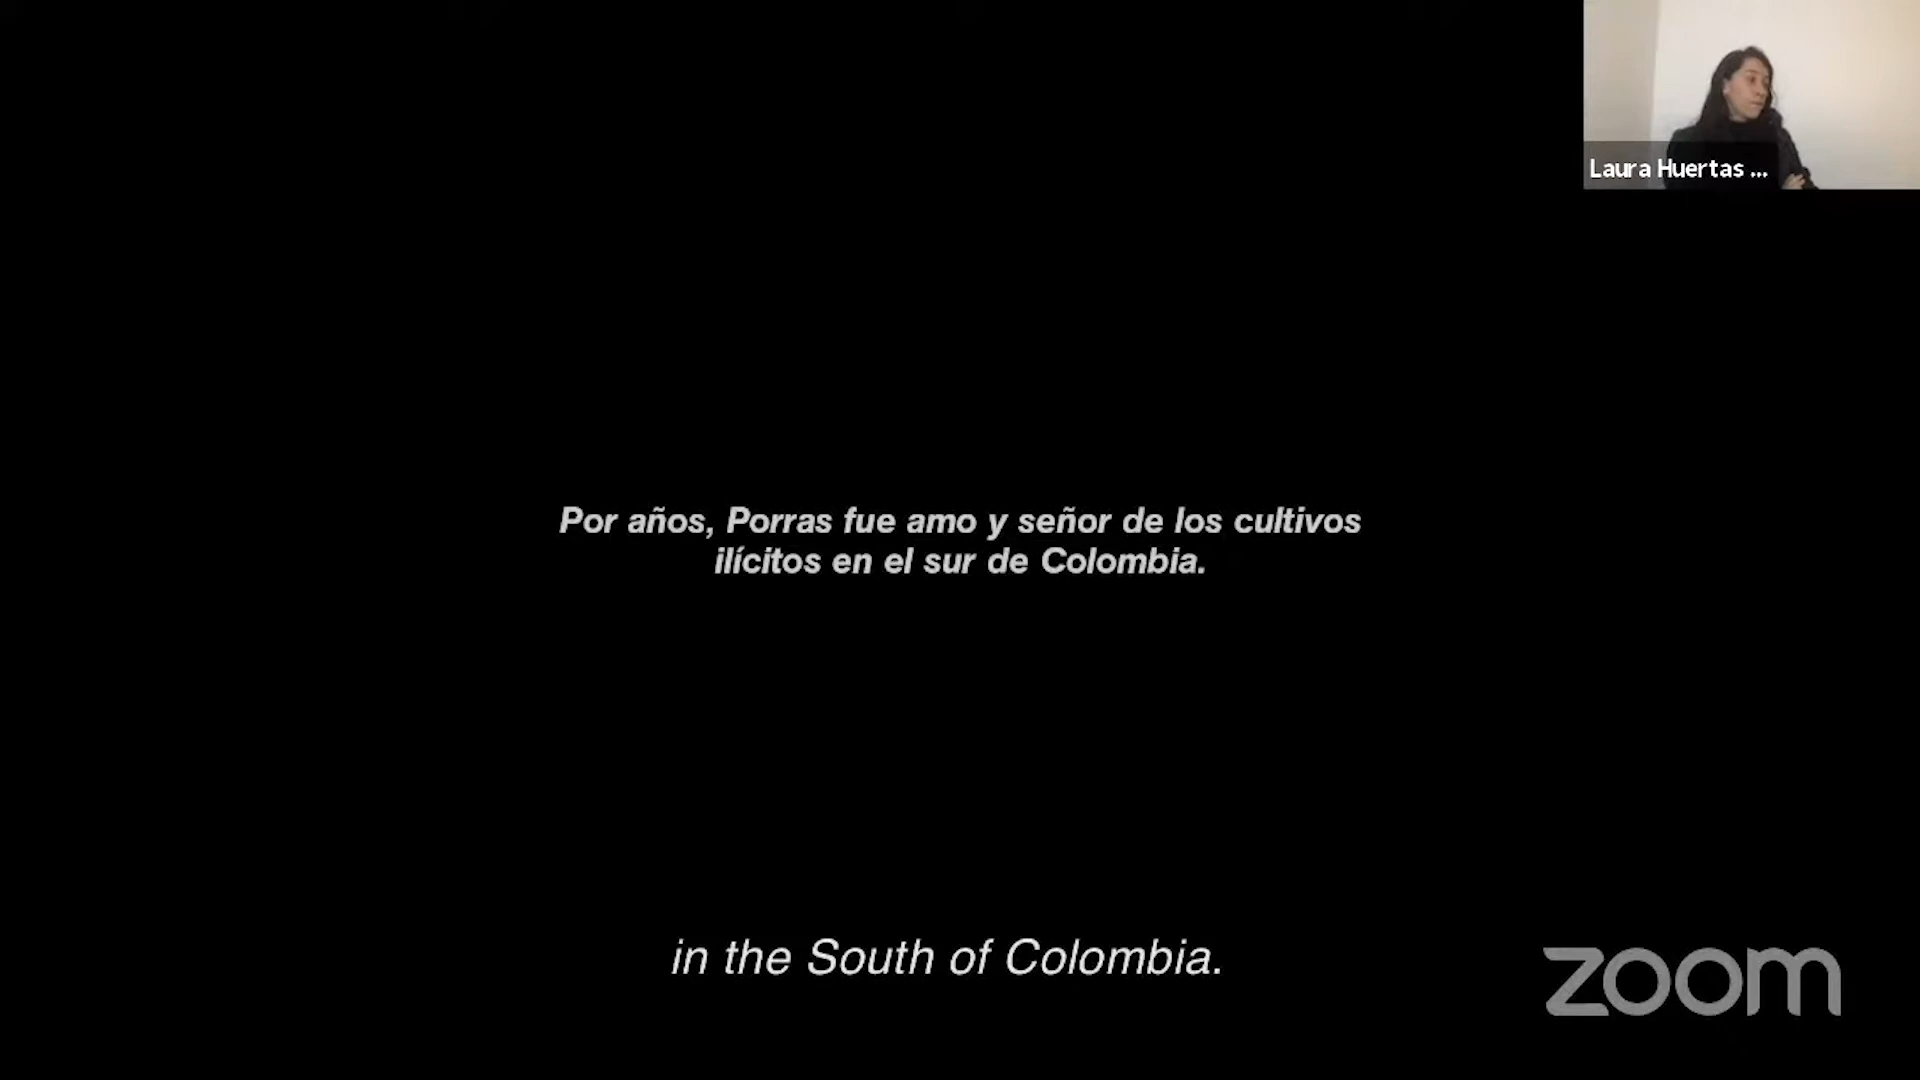 Laura Huertas ...
Por años, Porras fue amo y señor de los cultivos
ilícitos en el sur de Colombia.
in the South of Colombia.
zoom